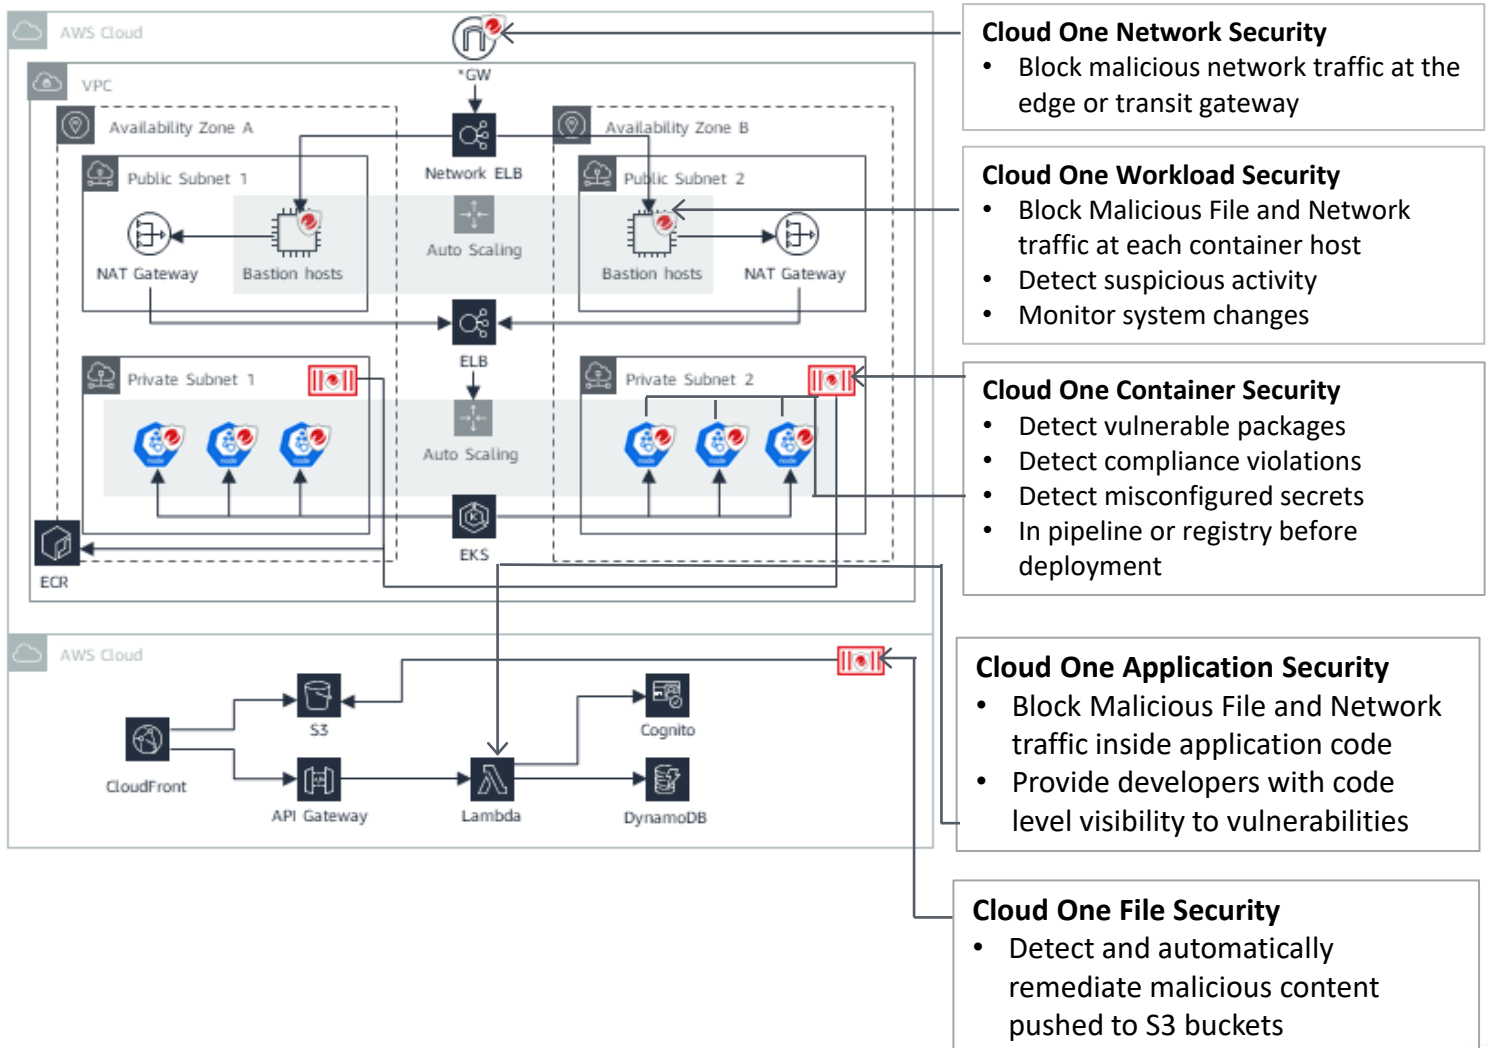 AWS Cloud
*GW
VPC
Availability Zone A
Availability Zone B
Network ELB
Public Subnet 1
Public Subnet 2
Auto Scaling
NAT Gateway
Bastion hosts
Bastion hosts
NAT Gateway
ELB
Private Subnet 1
Private Subnet 2
node
node
node
Auto Scaling
node
node
node
EKS
ECR
AWS Cloud
S3
Cognito
CloudFront
API Gateway
Lambda
DynamoDB
Cloud One Network Security
• Block malicious network traffic at the
edge or transit gateway
Cloud One Workload Security
• Block Malicious File and Network
traffic at each container host
• Detect suspicious activity
• Monitor system changes
Cloud One Container Security
• Detect vulnerable packages
• Detect compliance violations
• Detect misconfigured secrets
• In pipeline or registry before
deployment
Cloud One Application Security
• Block Malicious File and Network
traffic inside application code
• Provide developers with code
level visibility to vulnerabilities
Cloud One File Security
• Detect and automatically
remediate malicious content
pushed to S3 buckets